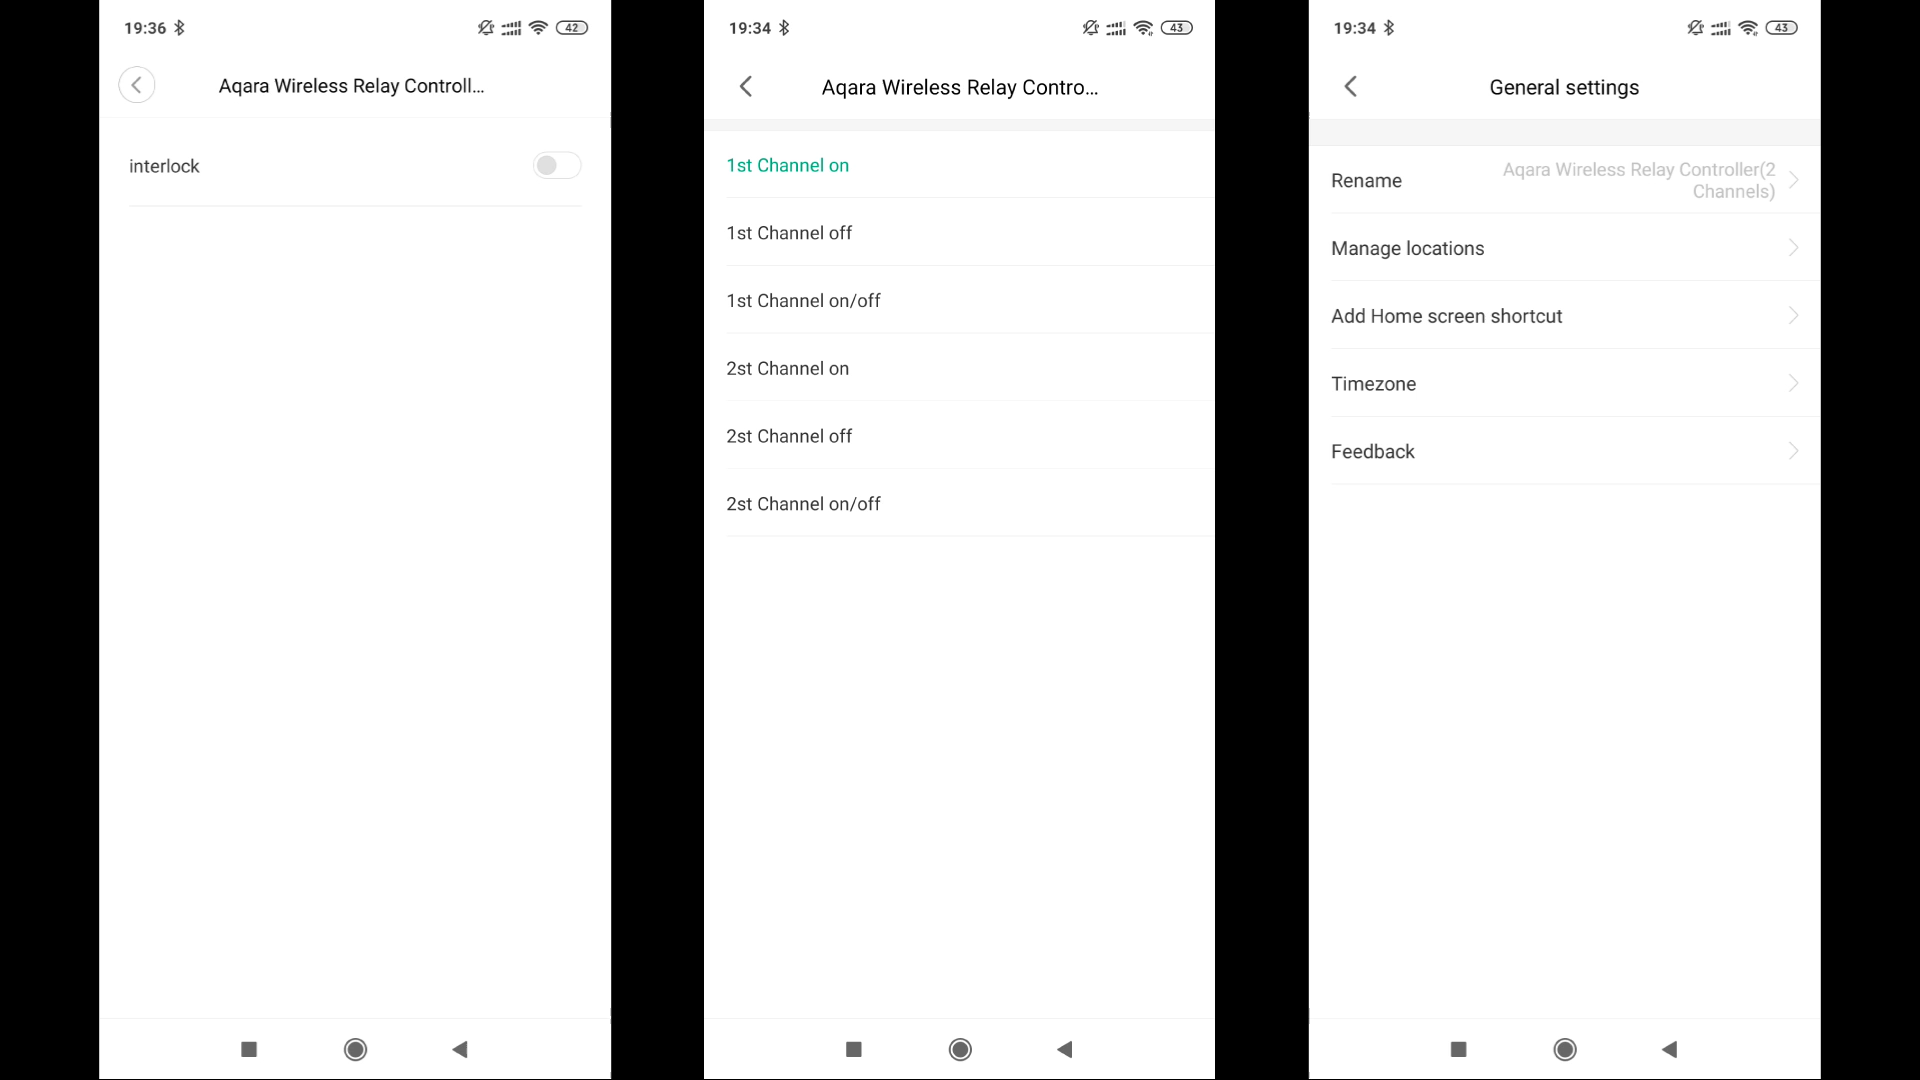 19:36
42
Aqara Wireless Relay Controll...
interlock
19:34
43
Aqara Wireless Relay Contro...
1st Channel on
1st Channel off
1st Channel on/off
2st Channel on
2st Channel off
2st Channel on/off
19:34
43
General settings
Rename
Aqara Wireless Relay Controller(2
Channels)
Manage locations
Add Home screen shortcut
Timezone
Feedback